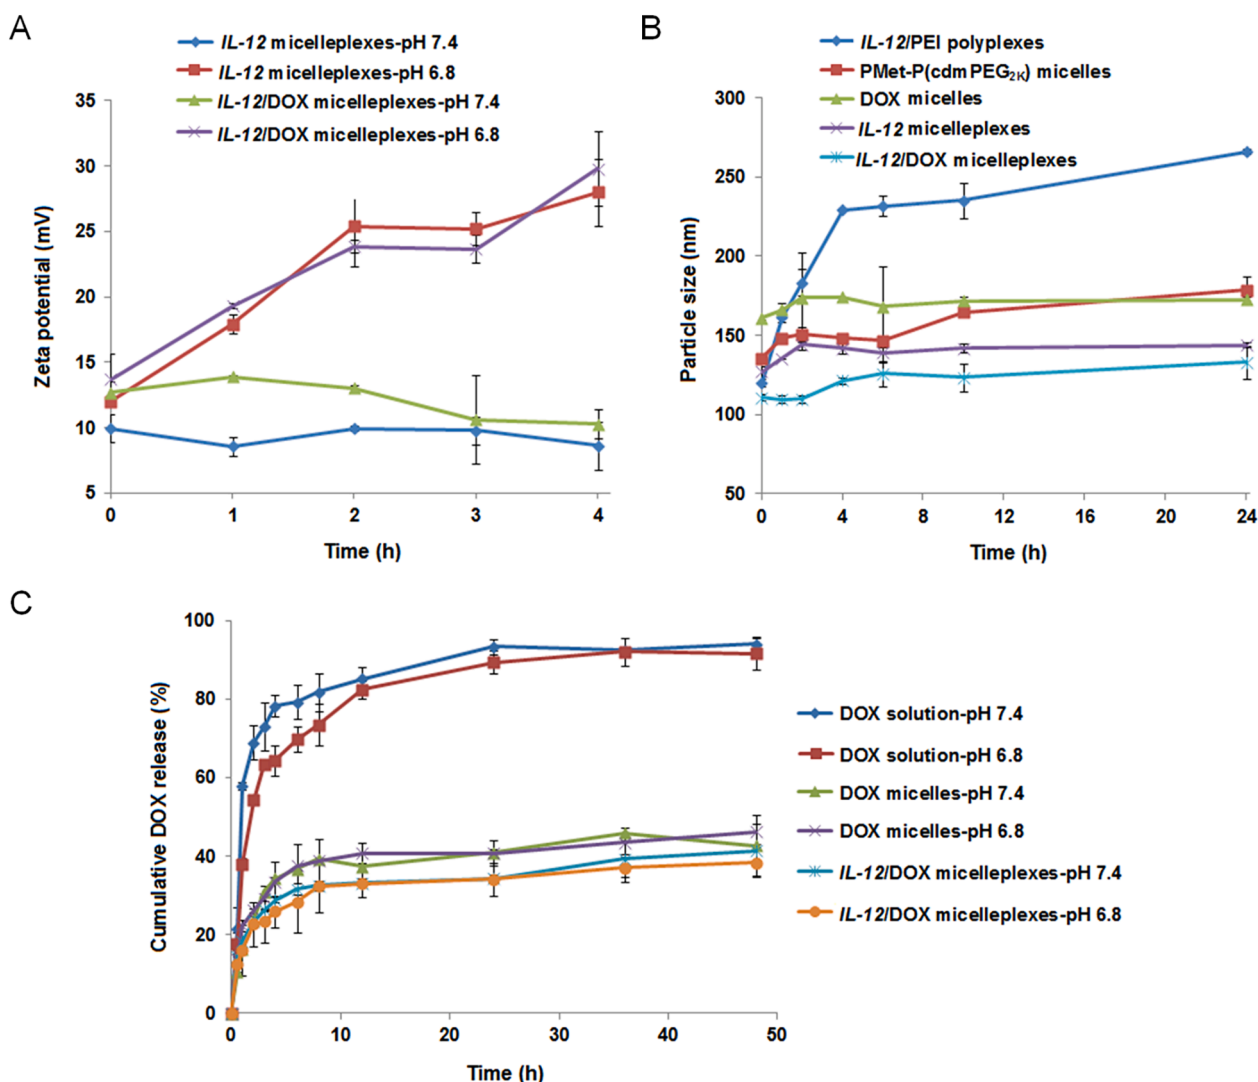 A
IL-12 micelleplexes-pH 7.4
IL-12 micelleplexes-pH 6.8
IL-12/DOX micelleplexes-pH 7.4
IL-12/DOX micelleplexes-pH 6.8
35
30
25
20
15
10
5
0
1
2
3
4
Zeta potential (mV)
Time (h)
B
IL-12/PEI polyplexes
PMet-P(cdmPEG2K) micelles
DOX micelles
IL-12 micelleplexes
IL-12/DOX micelleplexes
300
250
200
150
100
50
0
4
8
12
16
20
24
Particle size (nm)
Time (h)
C
100
80
60
40
20
0
0
10
20
30
40
50
Cumulative DOX release (%)
Time (h)
DOX solution-pH 7.4
DOX solution-pH 6.8
DOX micelles-pH 7.4
DOX micelles-pH 6.8
IL-12/DOX micelleplexes-pH 7.4
IL-12/DOX micelleplexes-pH 6.8